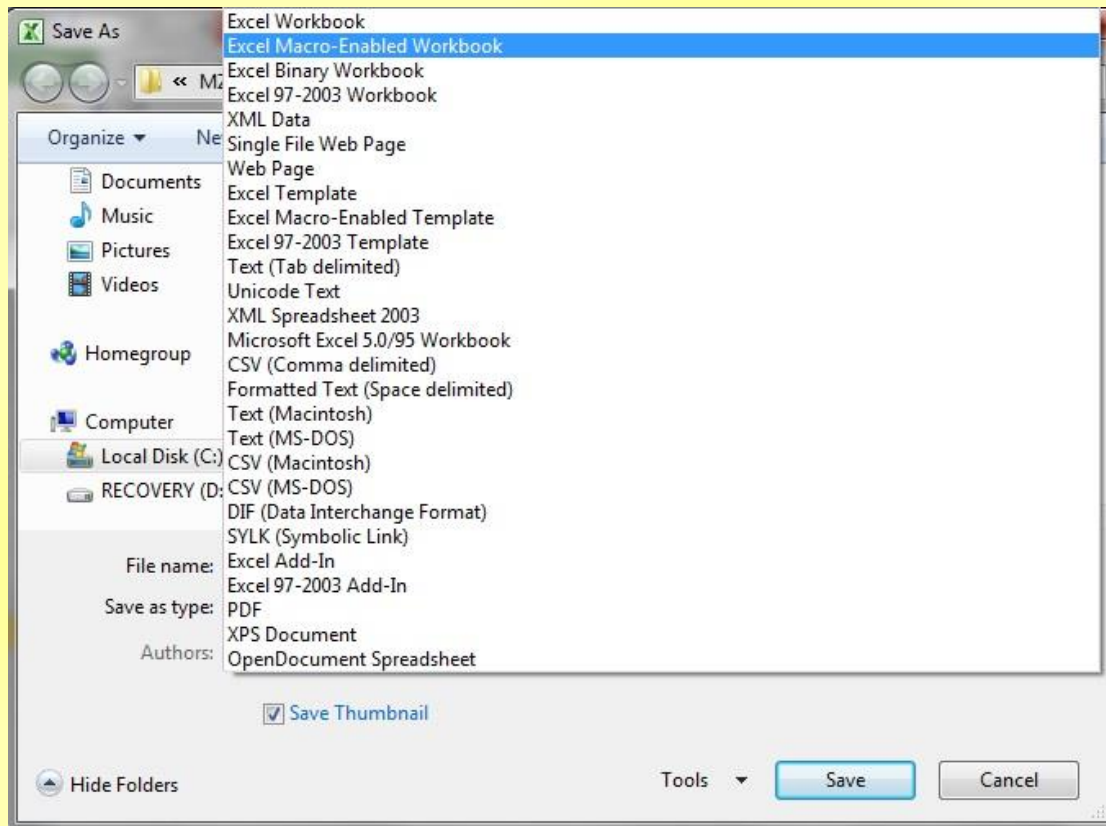 Save As
« MZ
Organize
Ne
Documents
Music
Pictures
Videos
Homegroup
Computer
Local Disk (C:)
RECOVERY (D:
Excel Workbook
Excel Macro-Enabled Workbook
Excel Binary Workbook
Excel 97-2003 Workbook
XML Data
Single File Web Page
Web Page
Excel Template
Excel Macro-Enabled Template
Excel 97-2003 Template
Text (Tab delimited)
Unicode Text
XML Spreadsheet 2003
Microsoft Excel 5.0/95 Workbook
CSV (Comma delimited)
Formatted Text (Space delimited)
Text (Macintosh)
Text (MS-DOS)
CSV (Macintosh)
CSV (MS-DOS)
DIF (Data Interchange Format)
SYLK (Symbolic Link)
Excel Add-In
Excel 97-2003 Add-In
PDF
XPS Document
OpenDocument Spreadsheet
File name:
Save as type:
Authors:
Save Thumbnail
Hide Folders
Tools
Save
Cancel